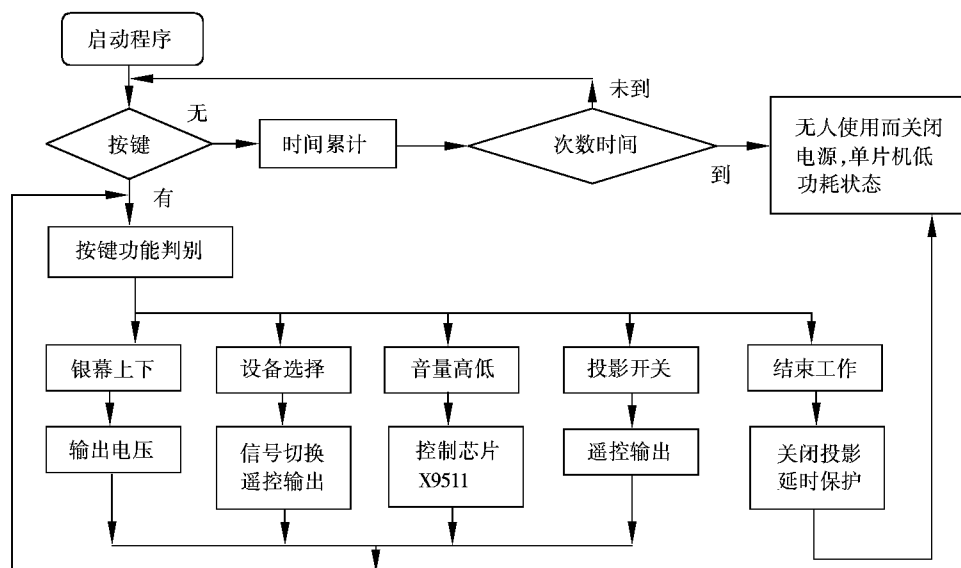 启动程序
未到
无
按键
时间累计
次数时间
到
无人使用而关闭
电源,单片机低
功耗状态
有
按键功能判别
银幕上下
设备选择
音量高低
投影开关
结束工作
输出电压
信号切换
遥控输出
控制芯片
X9511
遥控输出
关闭投影
延时保护